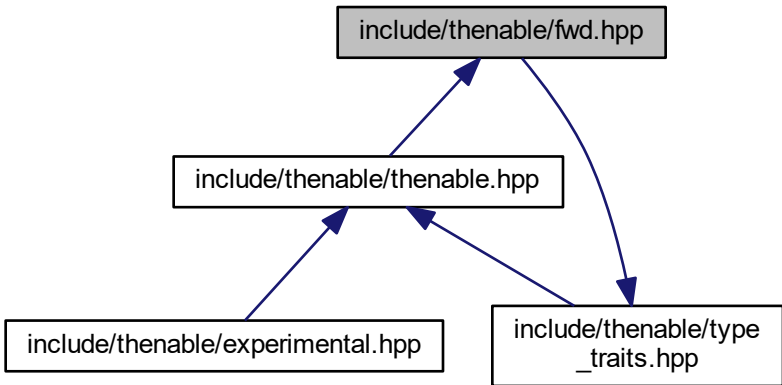 include/thenable/fwd.hpp
include/thenable/thenable.hpp
include/thenable/experimental.hpp
include/thenable/type
_traits.hpp